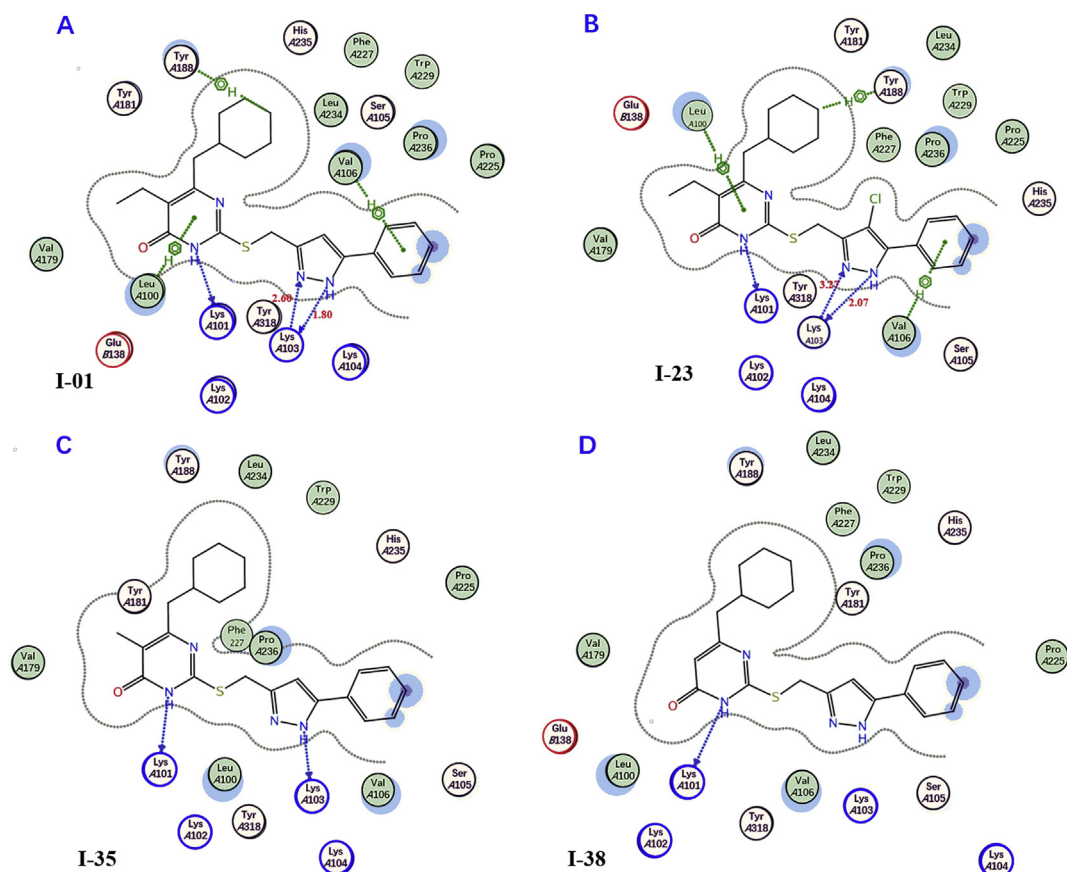 A
His
A235
Phe
A227
Tyr
A188
Trp
A229
Tyr
A181
H
Leu
A234
Ser
A105
Pro
A236
Pro
A225
Val
A106
H
N
O
N
H
S
H
Val
A179
Leu
A100
N
N
H
2.60
1.80
Lys
A101
Tyr
A318
Lys
A103
Lys
A104
Glu
B138
I-01
Lys
A102
B
Tyr
A181
Leu
A234
Glu
B138
Leu
A100
H
Tyr
A188
Trp
A229
Phe
A227
Pro
A236
Pro
A225
H
His
A235
N
Cl
O
N
H
S
Val
A179
N
N
H
H
3.27
2.07
Tyr
A318
Lys
A101
Lys
A103
Val
A106
Ser
A105
Lys
A102
Lys
A104
I-23
C
Tyr
A188
Leu
A234
Trp
A229
His
A235
Pro
A225
Tyr
A181
Phe
227
Pro
A236
Val
A179
N
O
N
H
S
N
N
H
Lys
A101
Leu
A100
Lys
A103
Val
A106
Ser
A105
Lys
A102
Tyr
A318
Lys
A104
I-35
D
Leu
A234
Tyr
A188
Trp
A229
Phe
A227
His
A235
Pro
A236
Tyr
A181
Val
A179
Pro
A225
N
O
N
H
S
N
N
H
Glu
B138
Leu
A100
Lys
A101
Val
A106
Lys
A103
Ser
A105
Lys
A102
Tyr
A318
Lys
A104
I-38